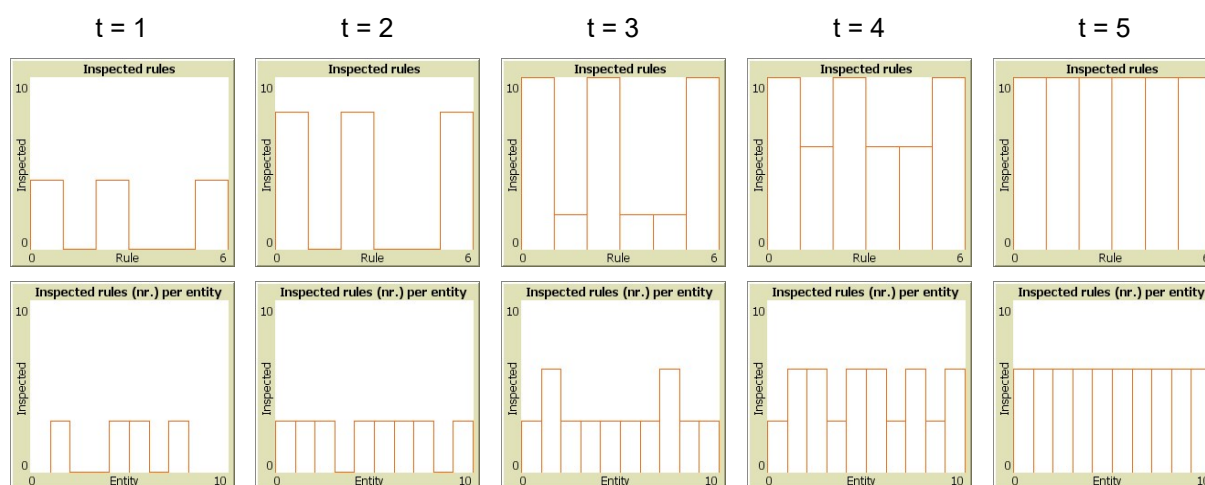 t = 1 t = 2 t = 3 t = 4 t = 5
Inspected rules Inspected rules Inspected rules Inspected rules Inspected rules
10 10 10 10 10
Inspected Inspected Inspected Inspected Inspected
0 0 0 0 0
0 Rule 6 0 Rule 6 0 Rule 6 0 Rule 6 0 Rule 6
Inspected rules (nr.) per entity Inspected rules (nr.) per entity Inspected rules (nr.) per entity Inspected rules (nr.) per entity Inspected rules (nr.) per entity
10 10 10 10 10
Inspected Inspected Inspected Inspected Inspected
0 0 0 0 0
0 Entity 10 0 Entity 10 0 Entity 10 0 Entity 10 0 Entity 10